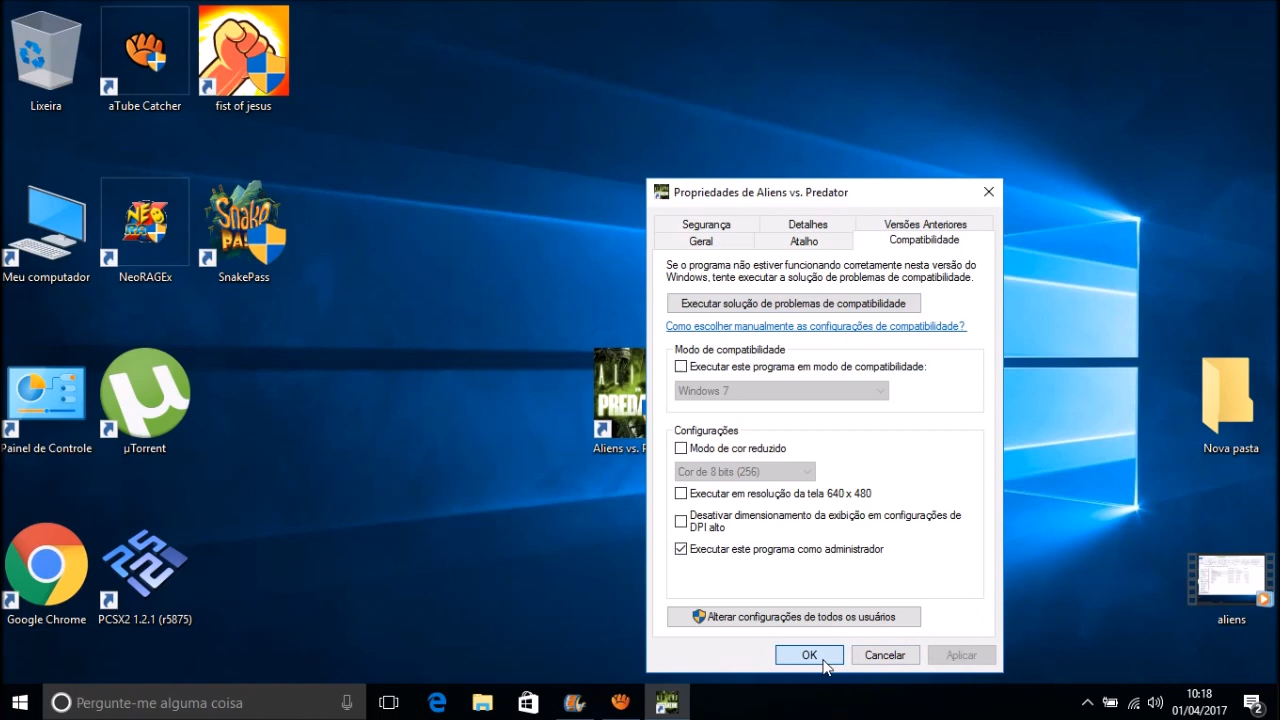 Lixeira
aTube Catcher
fist of jesus
Meu computador
NeoRAGEx
SNAKE PASS
SnakePass
Painel de Controle
µTorrent
PREDA
Aliens vs. P
Google Chrome
PCSX2 1.2.1 (r5875)
Nova pasta
aliens
Propriedades de Aliens vs. Predator
Segurança
Detalhes
Versões Anteriores
Geral
Atalho
Compatibilidade
Se o programa não estiver funcionando corretamente nesta versão do
Windows, tente executar a solução de problemas de compatibilidade.
Executar solução de problemas de compatibilidade
Como escolher manualmente as configurações de compatibilidade?
Modo de compatibilidade
Executar este programa em modo de compatibilidade:
Windows 7
Configurações
Modo de cor reduzido
Cor de 8 bits (256)
Executar em resolução da tela 640 x 480
Desativar dimensionamento da exibição em configurações de
DPI alto
Executar este programa como administrador
Alterar configurações de todos os usuários
OK
Cancelar
Aplicar
Pergunte-me alguma coisa
10:18
01/04/2017
2